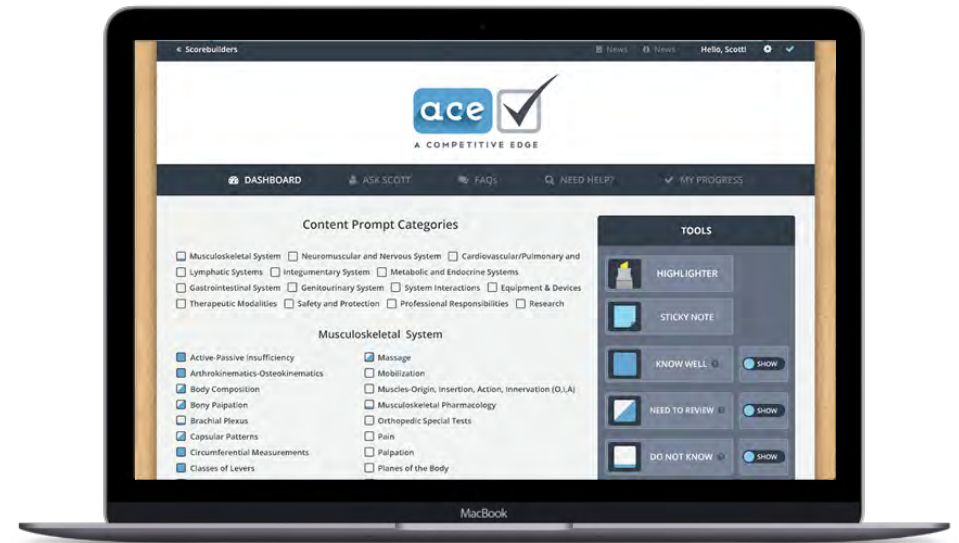 « Scorebuilders News News Hello, Scott!
ace
A COMPETITIVE EDGE
DASHBOARD ASK SCOTT FAQs NEED HELP? MY PROGRESS
Content Prompt Categories
Musculoskeletal System Neuromuscular and Nervous System Cardiovascular/Pulmonary and
Lymphatic Systems Integumentary System Metabolic and Endocrine Systems
Gastrointestinal System Genitourinary System System Interactions Equipment & Devices
Therapeutic Modalities Safety and Protection Professional Responsibilities Research
Musculoskeletal System
Active-Passive Insufficiency
Arthrokinematics-Osteokinematics
Body Composition
Bony Palpation
Brachial Plexus
Capsular Patterns
Circumferential Measurements
Classes of Levers
Massage
Mobilization
Muscles-Origin, Insertion, Action, Innervation (O,I,A)
Musculoskeletal Pharmacology
Orthopedic Special Tests
Pain
Palpation
Planes of the Body
TOOLS
HIGHLIGHTER
STICKY NOTE
KNOW WELL SHOW
NEED TO REVIEW SHOW
DO NOT KNOW SHOW
MacBook